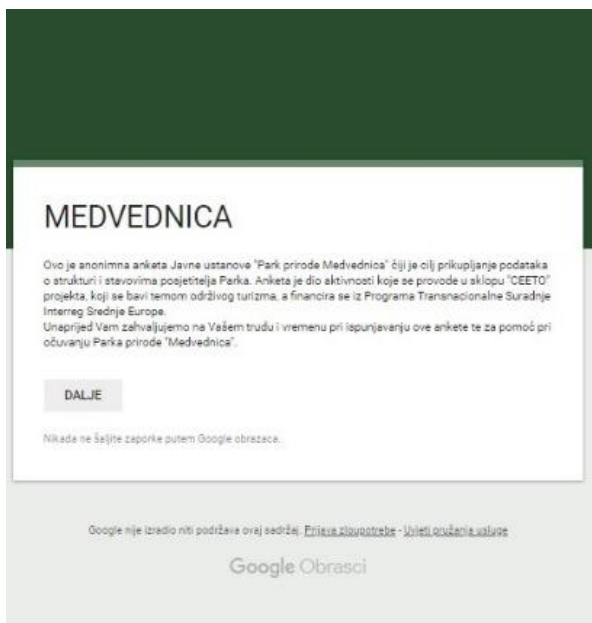 MEDVEDNICA
Ovo je anonimna anketa Javne ustanove "Park prirode Medvednica" čiji je cilj prikupljanje podataka
o strukturi i stavovima posjetitelja Parka. Anketa je dio aktivnosti koje se provode u sklopu "CEETO"
projekta, koji se bavi temom održivog turizma, a financira se iz Programa Transnacionalne Suradnje
Interreg Srednje Europe.
Unaprijed Vam zahvaljujemo na Vašem trudu i vremenu pri ispunjavanju ove ankete te za pomoć pri
očuvanju Parka prirode "Medvednica".
DALJE
Nikada ne šaljite zaporke putem Google obrazaca.
Google nije izradio niti podržava ovaj sadržaj. Prijava zloupotrebe - Uvjeti pružanja usluge
Google Obrasci